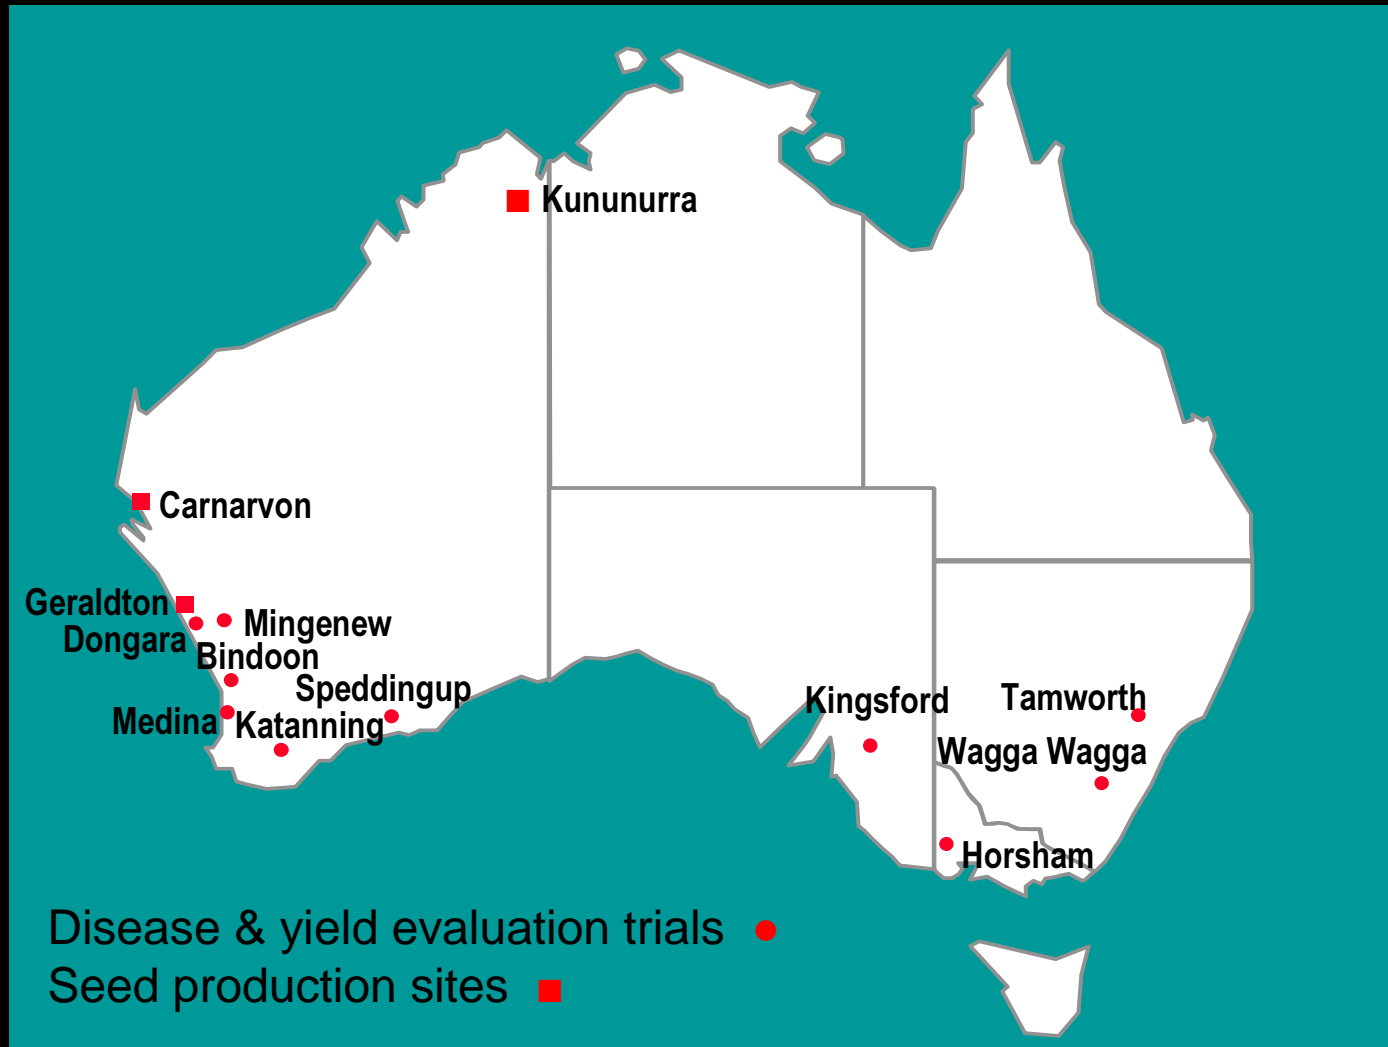 Kununurra
Carnarvon
Geraldton
Mingenew
Dongara
Bindoon
Speddingup
Medina
Katanning
Kingsford
Tamworth
Wagga Wagga
Horsham
Disease & yield evaluation trials
Seed production sites